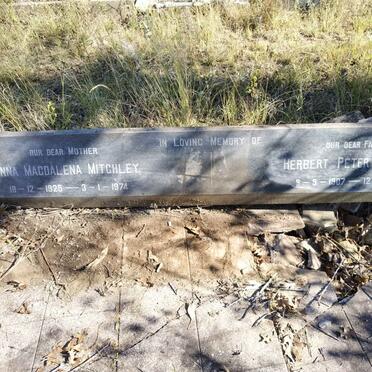 IN LOVING MEMORY OF
OUR DEAR MOTHER
NNA MAGDALENA MITCHLEY
18-12-1925 — 3-1-1974
OUR DEAR FA
HERBERT PETER
9-5-1907 — 12